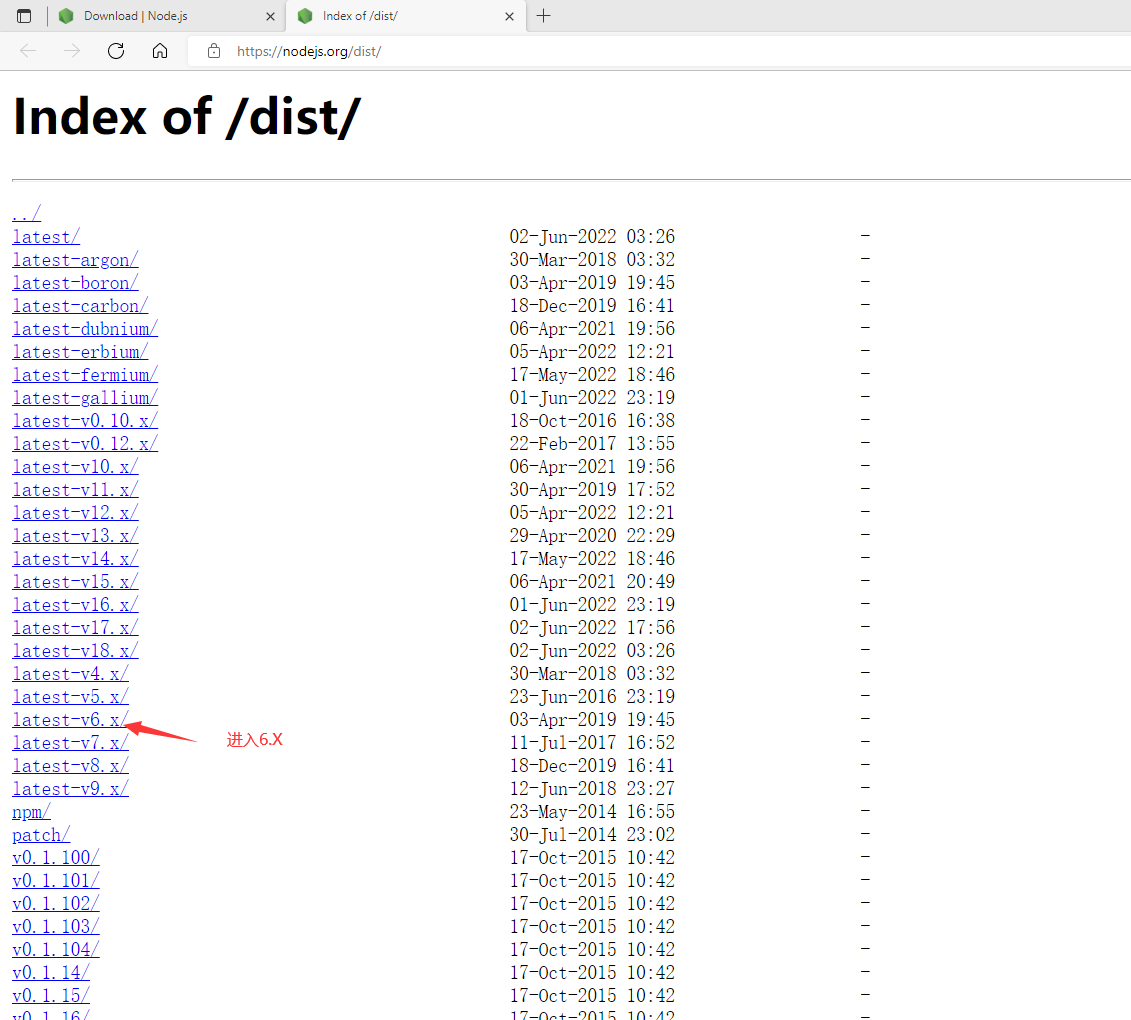 Download | Node.js
Index of /dist/
https://nodejs.org/dist/
Index of /dist/
../
latest/ 02-Jun-2022 03:26 -
latest-argon/ 30-Mar-2018 03:32 -
latest-boron/ 03-Apr-2019 19:45 -
latest-carbon/ 18-Dec-2019 16:41 -
latest-dubnium/ 06-Apr-2021 19:56 -
latest-erbium/ 05-Apr-2022 12:21 -
latest-fermium/ 17-May-2022 18:46 -
latest-gallium/ 01-Jun-2022 23:19 -
latest-v0.10.x/ 18-Oct-2016 16:38 -
latest-v0.12.x/ 22-Feb-2017 13:55 -
latest-v10.x/ 06-Apr-2021 19:56 -
latest-v11.x/ 30-Apr-2019 17:52 -
latest-v12.x/ 05-Apr-2022 12:21 -
latest-v13.x/ 29-Apr-2020 22:29 -
latest-v14.x/ 17-May-2022 18:46 -
latest-v15.x/ 06-Apr-2021 20:49 -
latest-v16.x/ 01-Jun-2022 23:19 -
latest-v17.x/ 02-Jun-2022 17:56 -
latest-v18.x/ 02-Jun-2022 03:26 -
latest-v4.x/ 30-Mar-2018 03:32 -
latest-v5.x/ 23-Jun-2016 23:19 -
latest-v6.x/ 03-Apr-2019 19:45 -
进入6.X
latest-v7.x/ 11-Jul-2017 16:52 -
latest-v8.x/ 18-Dec-2019 16:41 -
latest-v9.x/ 12-Jun-2018 23:27 -
npm/ 23-May-2014 16:55 -
patch/ 30-Jul-2014 23:02 -
v0.1.100/ 17-Oct-2015 10:42 -
v0.1.101/ 17-Oct-2015 10:42 -
v0.1.102/ 17-Oct-2015 10:42 -
v0.1.103/ 17-Oct-2015 10:42 -
v0.1.104/ 17-Oct-2015 10:42 -
v0.1.14/ 17-Oct-2015 10:42 -
v0.1.15/ 17-Oct-2015 10:42 -
v0.1.16/ 17-Oct-2015 10:42 -